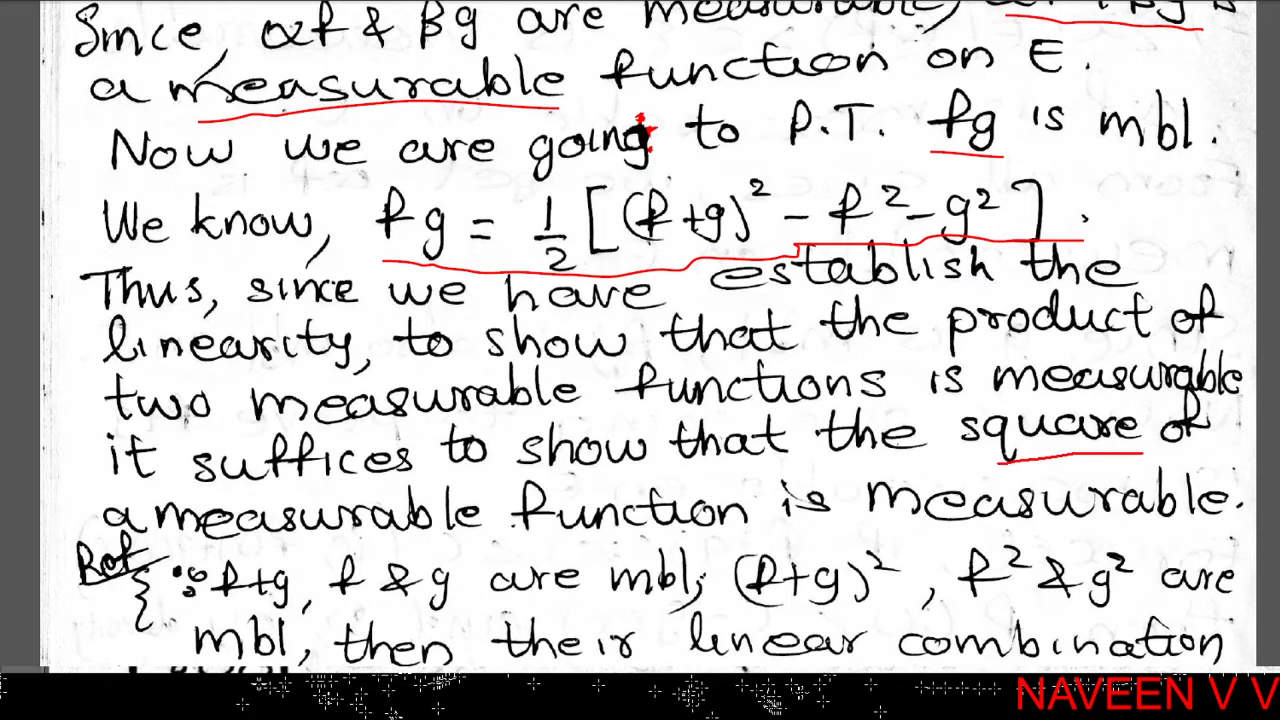 Since, αf & βg are measurable,
a measurable function on E.
Now we are going to P.T. fg is mbl.
We know, fg = 1/2 [(f+g)² - f² - g²].
Thus, since we have establish the
linearity, to show that the product of
two measurable functions is measurable
it suffices to show that the square of
a measurable function is measurable.
{ ∵ f+g, f & g are mbl; (f+g)², f² & g² are
mbl, then their linear combination
NAVEEN V V